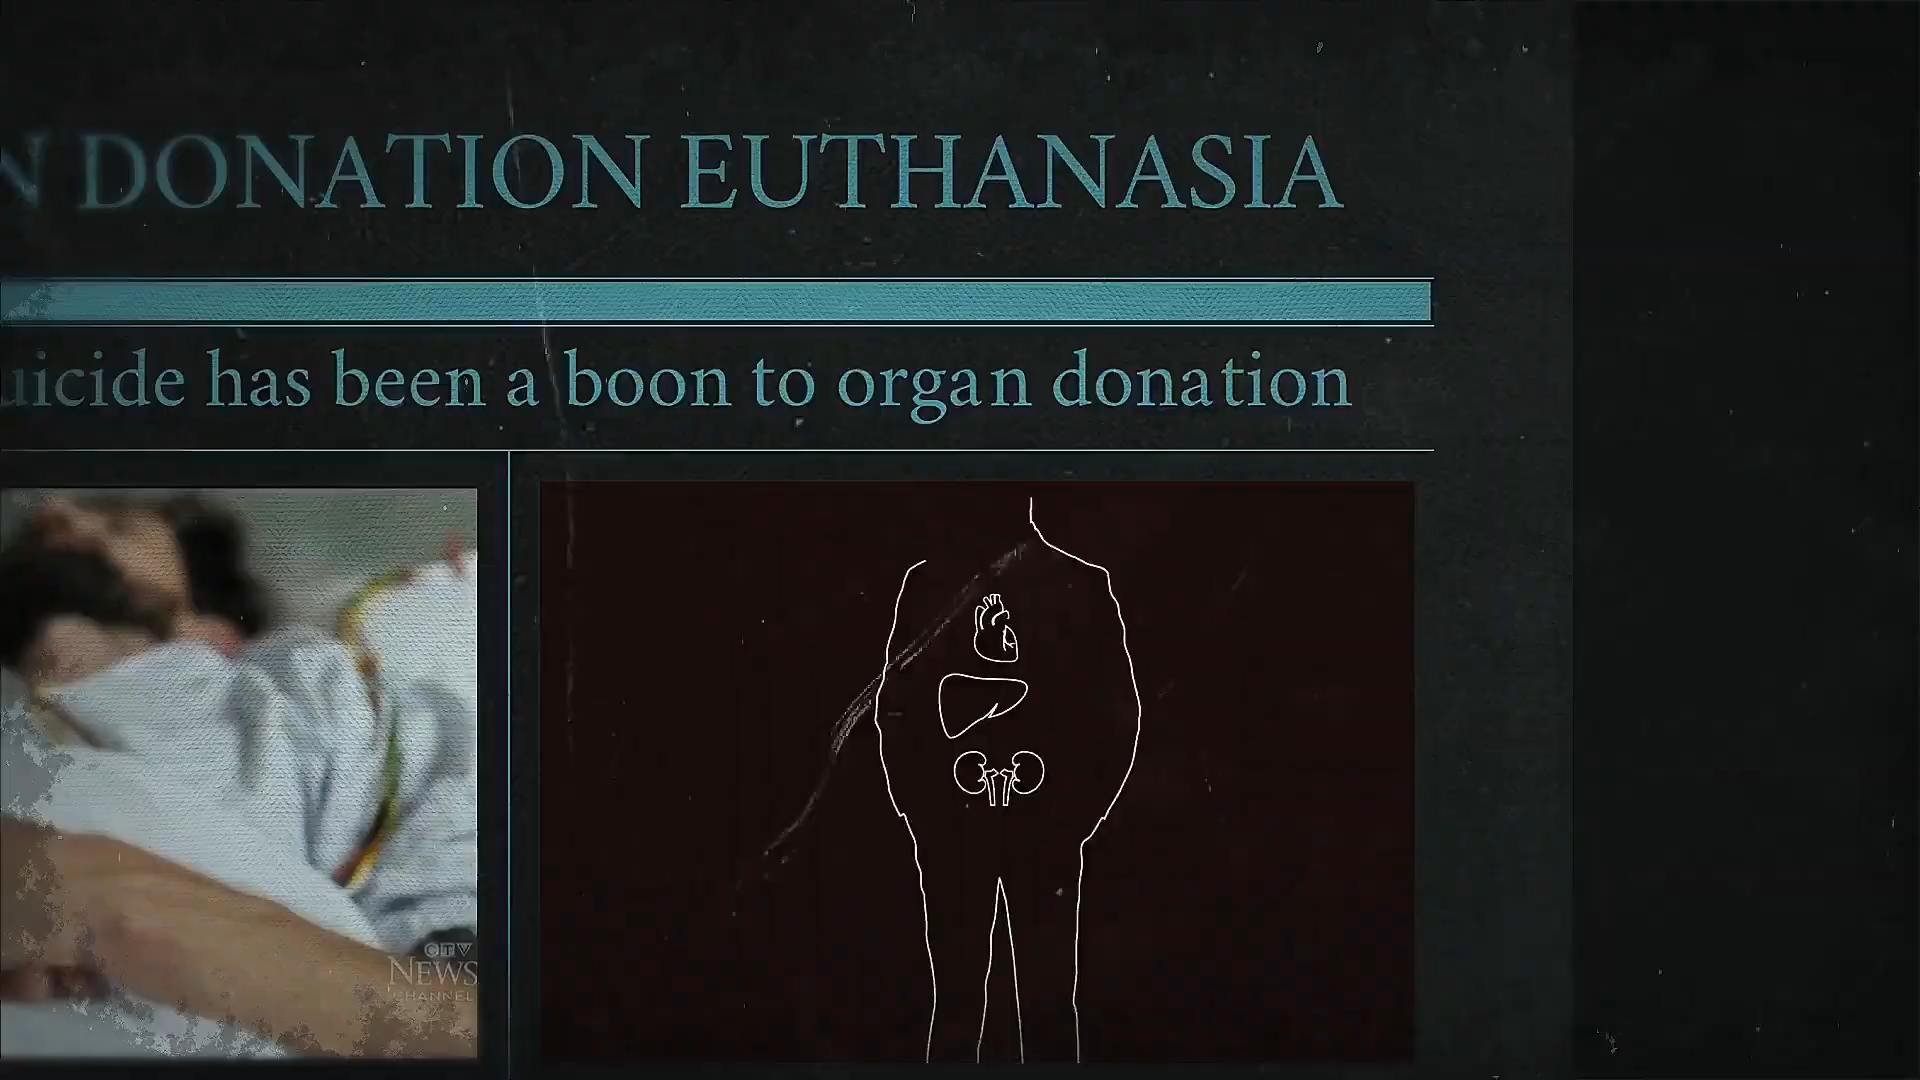 N DONATION EUTHANASIA
uicide has been a boon to organ donation
CTV
NEWS
CHANNEL